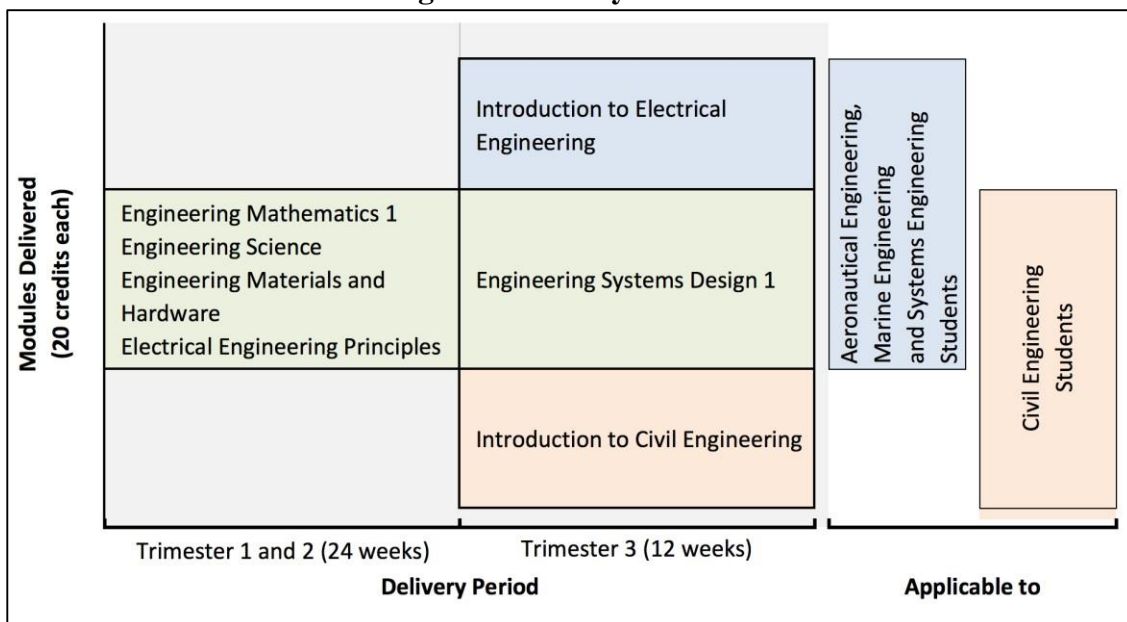 Modules Delivered
(20 credits each)
Introduction to Electrical
Engineering
Engineering Mathematics 1
Engineering Science
Engineering Materials and
Hardware
Electrical Engineering Principles
Engineering Systems Design 1
Introduction to Civil Engineering
Aeronautical Engineering,
Marine Engineering
and Systems Engineering
Students
Civil Engineering
Students
Trimester 1 and 2 (24 weeks)
Trimester 3 (12 weeks)
Delivery Period
Applicable to